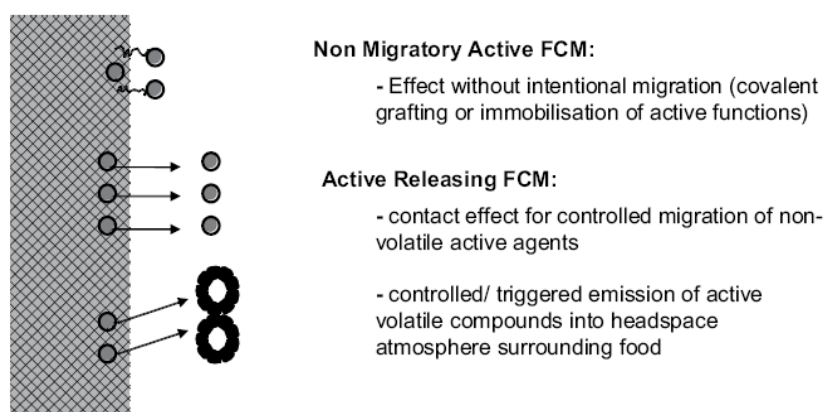 Non Migratory Active FCM:
- Effect without intentional migration (covalent
grafting or immobilisation of active functions)
Active Releasing FCM:
- contact effect for controlled migration of non-
volatile active agents
- controlled/ triggered emission of active
volatile compounds into headspace
atmosphere surrounding food